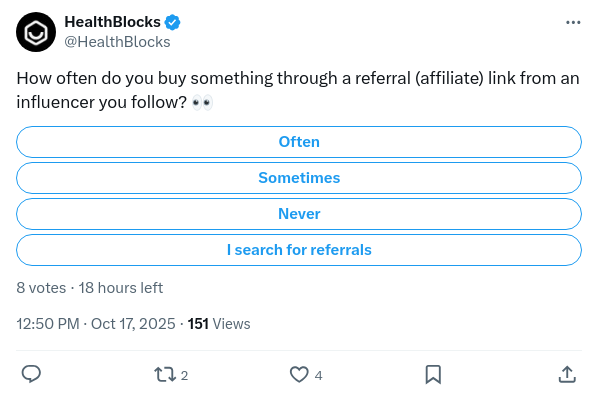 HealthBlocks
@HealthBlocks
How often do you buy something through a referral (affiliate) link from an
influencer you follow? 👀
Often
Sometimes
Never
I search for referrals
8 votes · 18 hours left
12:50 PM · Oct 17, 2025 · 151 Views
2
4